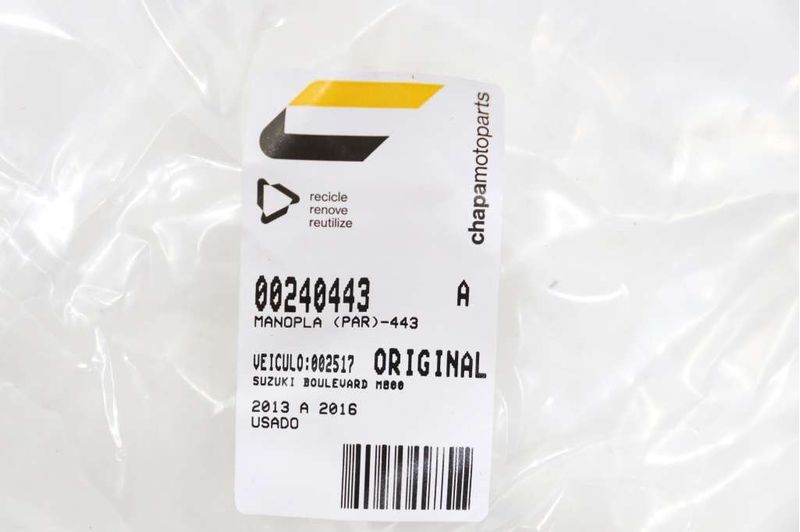 chapamotoparts
recicle
renove
reutilize
00240443 A
MANOPLA (PAR)-443
VEICULO:002517 ORIGINAL
SUZUKI BOULEVARD M800
2013 A 2016
USADO